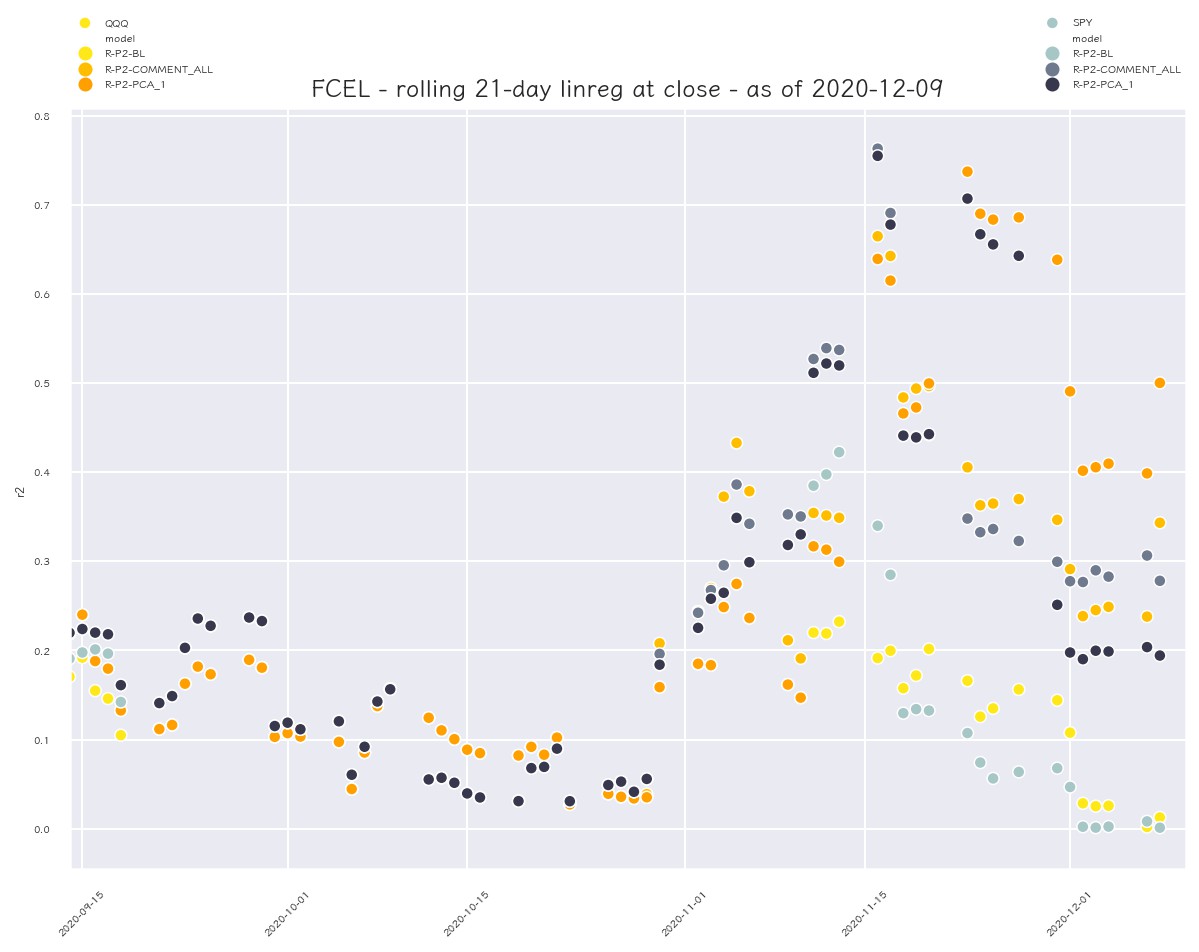 QQQ
model
R-P2-BL
R-P2-COMMENT_ALL
R-P2-PCA_1
SPY
model
R-P2-BL
R-P2-COMMENT_ALL
R-P2-PCA_1
FCEL - rolling 21-day linreg at close - as of 2020-12-09
0.8
0.7
0.6
0.5
0.4
0.3
0.2
0.1
0.0
r2
2020-09-15
2020-10-01
2020-10-15
2020-11-01
2020-11-15
2020-12-01